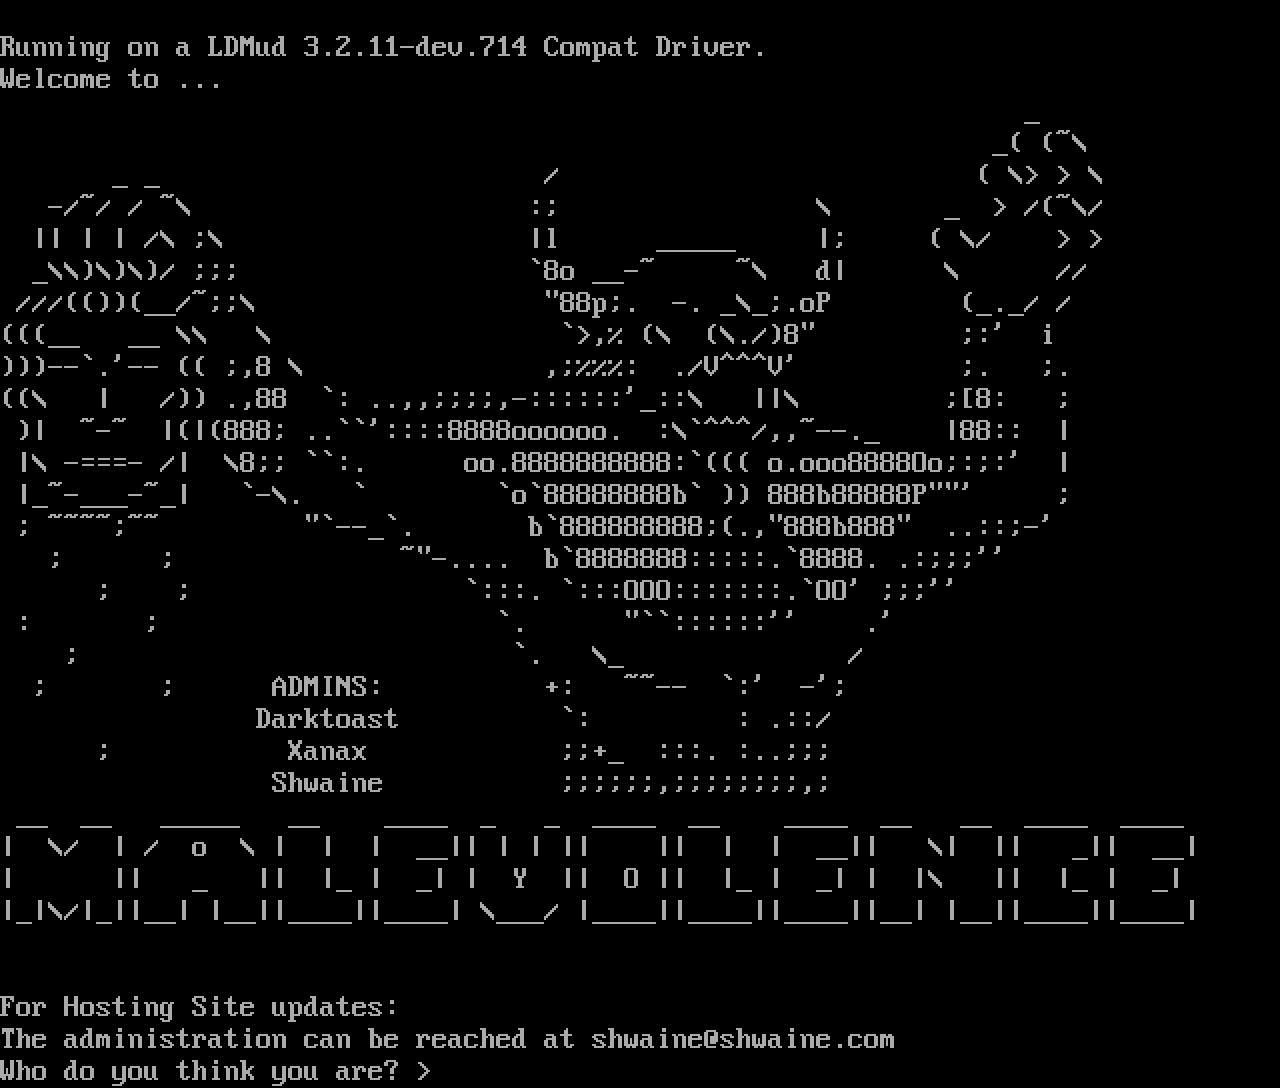 Running on a LDMud 3.2.11-dev.714 Compat Driver.
Welcome to ...
ADMINS:
Darktoast
Xanax
Shwaine
MALEVOLENCE
For Hosting Site updates:
The administration can be reached at shwaine@shwaine.com
Who do you think you are? >